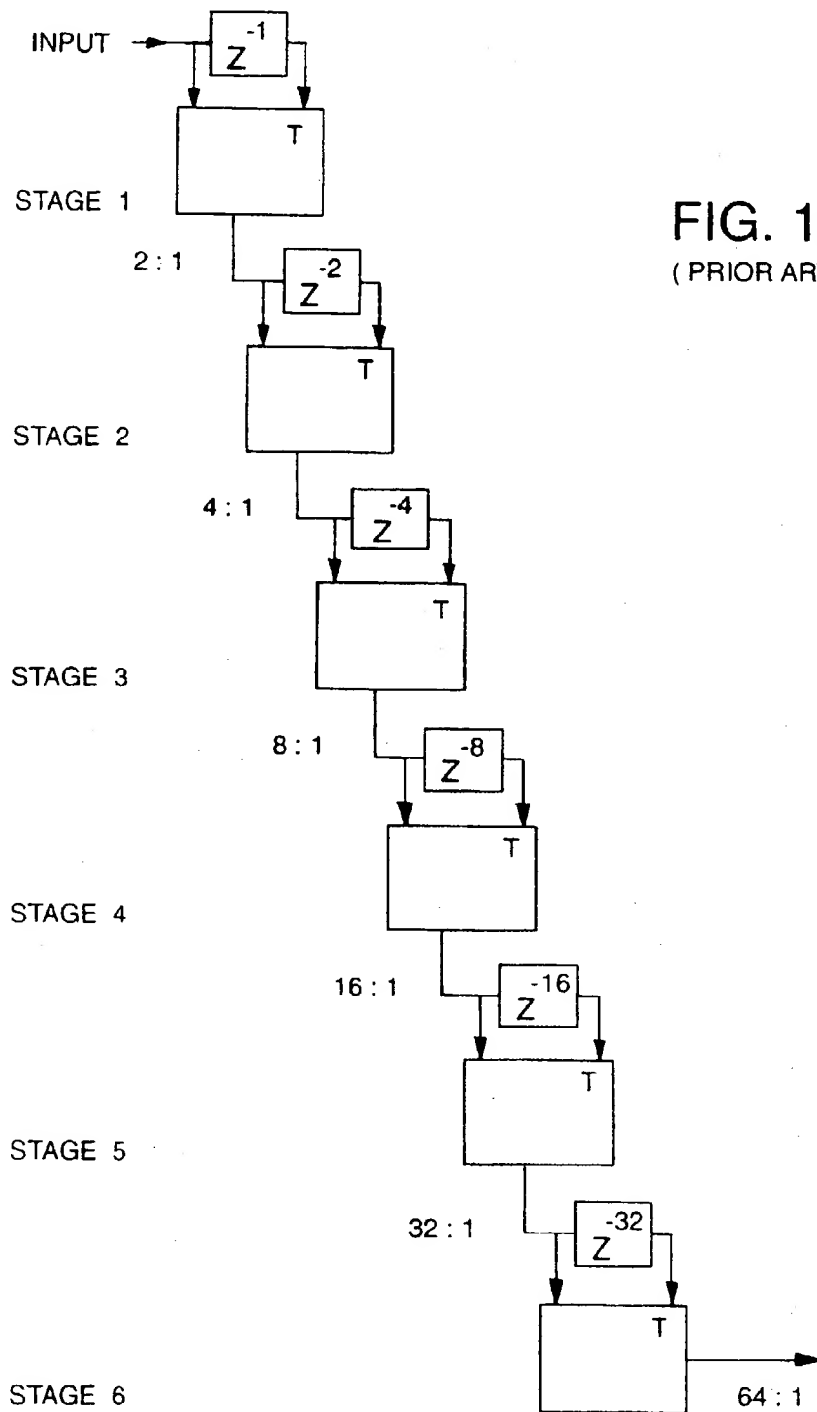 INPUT
Z-1
T
STAGE 1
FIG. 1
( PRIOR AR
2 : 1
Z-2
T
STAGE 2
4 : 1
Z-4
T
STAGE 3
8 : 1
Z-8
T
STAGE 4
16 : 1
Z-16
T
STAGE 5
32 : 1
Z-32
T
STAGE 6
64 : 1